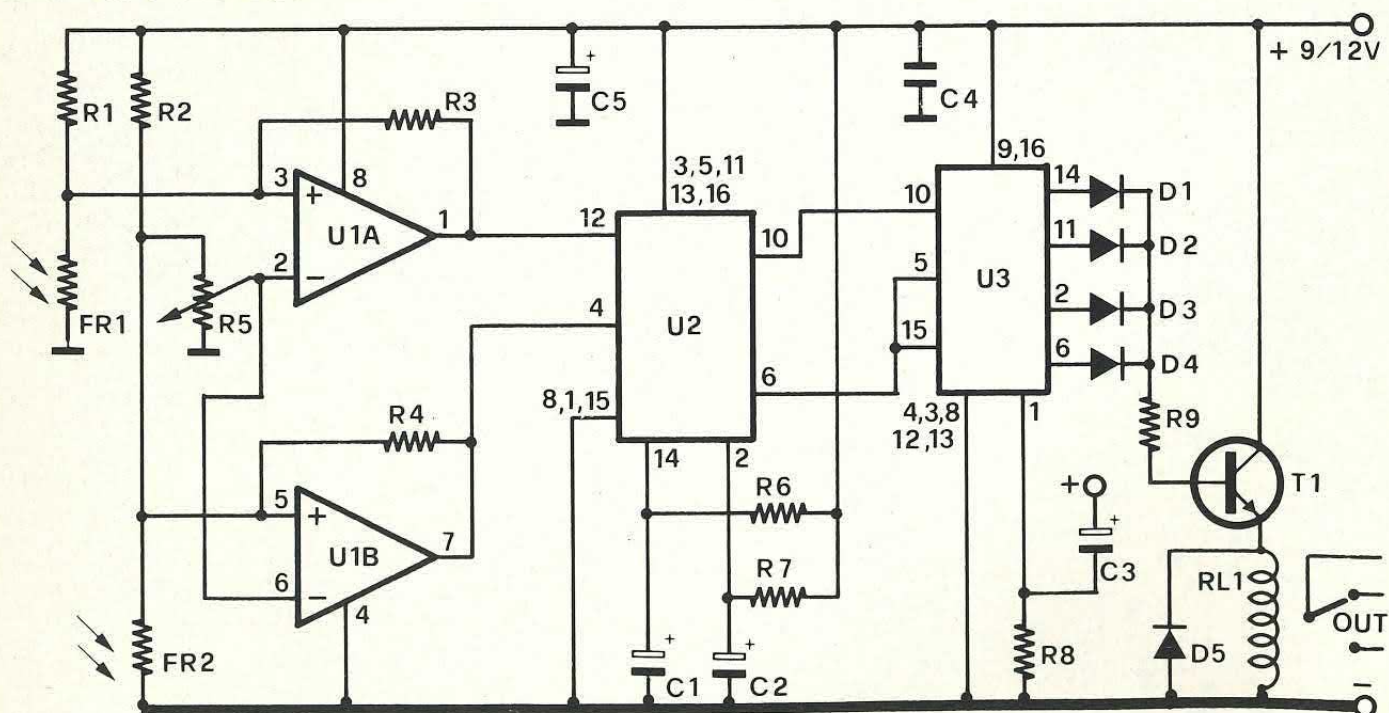 + 9/12V
R1
R2
R3
C5
C4
3
+
8
U1A
1
2
−
FR1
R5
3,5,11
13,16
12
10
4
U2
8,1,15
6
14
2
9,16
10
14
D1
11
D2
5
U3
2
D3
15
6
D4
4,3,8
12,13
1
R9
T1
R4
5
+
U1B
7
6
−
4
FR2
R6
R7
+
C1
+
C2
+
+
C3
R8
D5
RL1
OUT
−
+
+